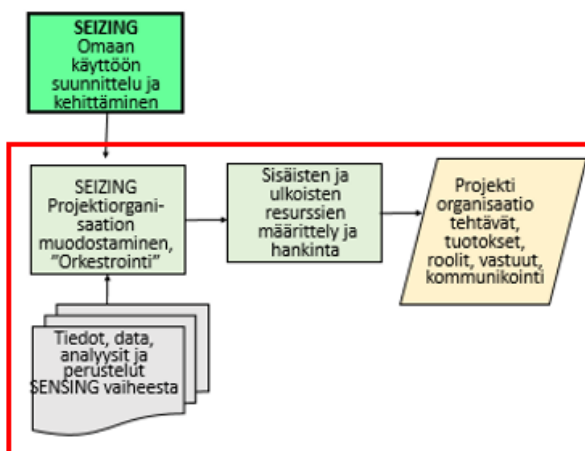 SEIZING
Omaan
käyttöön
suunnittelu ja
kehittäminen
SEIZING
Projektiorgani-
saation
muodostaminen,
"Orkestrointi"
Sisäisten ja
ulkoisten
resurssien
määrittely ja
hankinta
Projekti
organisaatio
tehtävät,
tuotokset,
roolit, vastuut,
kommunikointi
Tiedot, data,
analyysit ja
perustelut
SENSING vaiheesta